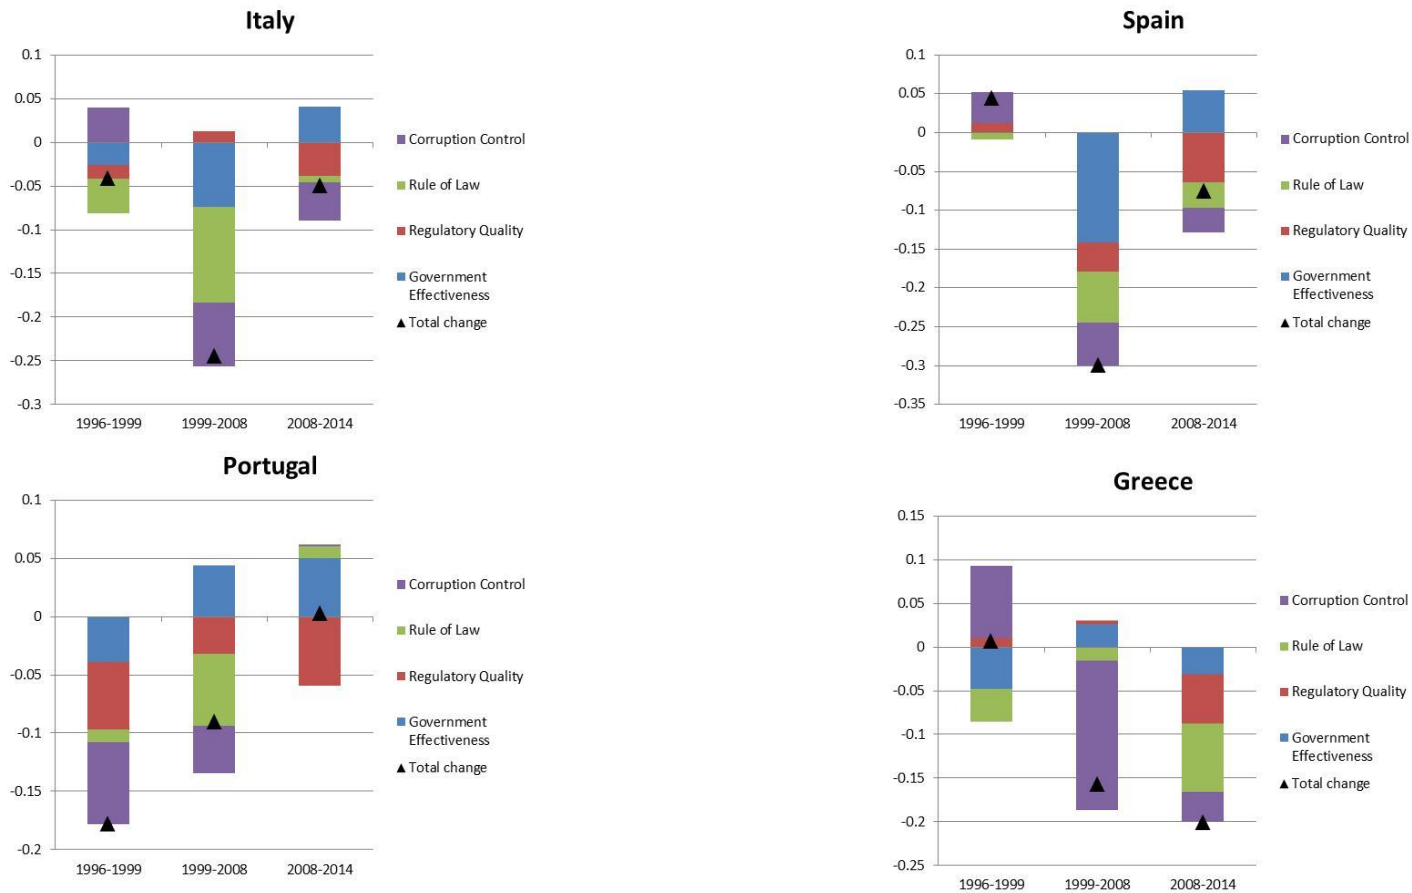 Italy
0.1
0.05
0
-0.05
-0.1
-0.15
-0.2
-0.25
-0.3
1996-1999 1999-2008 2008-2014
Corruption Control
Rule of Law
Regulatory Quality
Government
Effectiveness
Total change
Spain
0.1
0.05
0
-0.05
-0.1
-0.15
-0.2
-0.25
-0.3
-0.35
1996-1999 1999-2008 2008-2014
Corruption Control
Rule of Law
Regulatory Quality
Government
Effectiveness
Total change
Portugal
0.1
0.05
0
-0.05
-0.1
-0.15
-0.2
1996-1999 1999-2008 2008-2014
Corruption Control
Rule of Law
Regulatory Quality
Government
Effectiveness
Total change
Greece
0.15
0.1
0.05
0
-0.05
-0.1
-0.15
-0.2
-0.25
1996-1999 1999-2008 2008-2014
Corruption Control
Rule of Law
Regulatory Quality
Government
Effectiveness
Total change